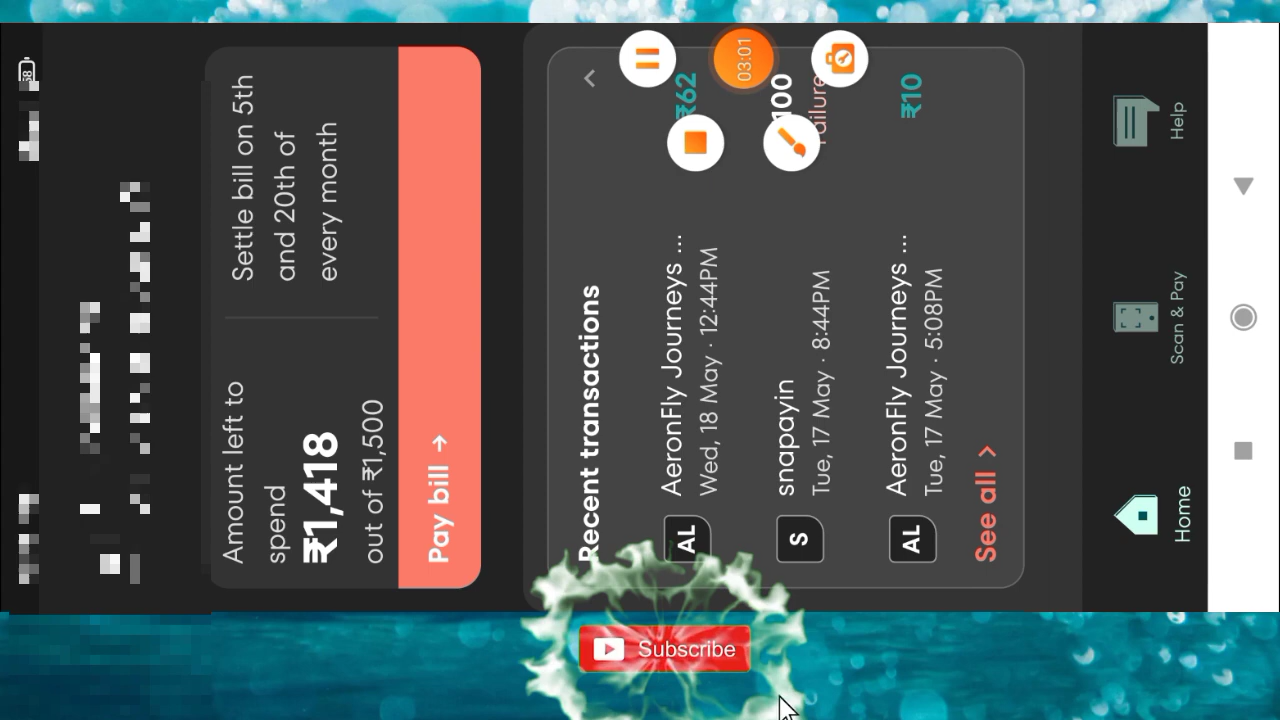 58
Amount left to
spend
₹1,418
out of ₹1,500
Settle bill on 5th
and 20th of
every month
Pay bill →
Recent transactions
AL
AeronFly Journeys ...
₹62
Wed, 18 May · 12:44PM
S
snapayin
100
Tue, 17 May · 8:44PM
AL
AeronFly Journeys ...
₹10
Tue, 17 May · 5:08PM
See all >
03:01
Home
Scan & Pay
Help
Subscribe